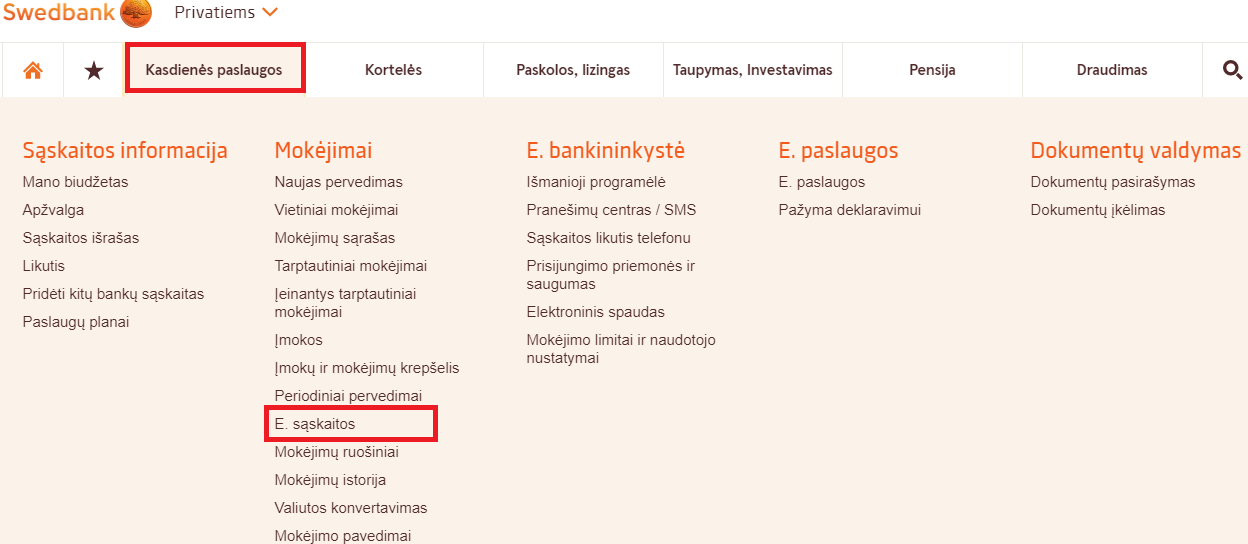 Swedbank Privatiems
Kasdienės paslaugos Kortelės Paskolos, lizingas Taupymas, Investavimas Pensija Draudimas
Sąskaitos informacija
Mano biudžetas
Apžvalga
Sąskaitos išrašas
Likutis
Pridėti kitų bankų sąskaitas
Paslaugų planai
Mokėjimai
Naujas pervedimas
Vietiniai mokėjimai
Mokėjimų sąrašas
Tarptautiniai mokėjimai
Įeinantys tarptautiniai
mokėjimai
Įmokos
Įmokų ir mokėjimų krepšelis
Periodiniai pervedimai
E. sąskaitos
Mokėjimų ruošiniai
Mokėjimų istorija
Valiutos konvertavimas
Mokėjimo pavedimai
E. bankininkystė
Išmanioji programėlė
Pranešimų centras / SMS
Sąskaitos likutis telefonu
Prisijungimo priemonės ir
saugumas
Elektroninis spaudas
Mokėjimo limitai ir naudotojo
nustatymai
E. paslaugos
E. paslaugos
Pažyma deklaravimui
Dokumentų valdymas
Dokumentų pasirašymas
Dokumentų įkėlimas